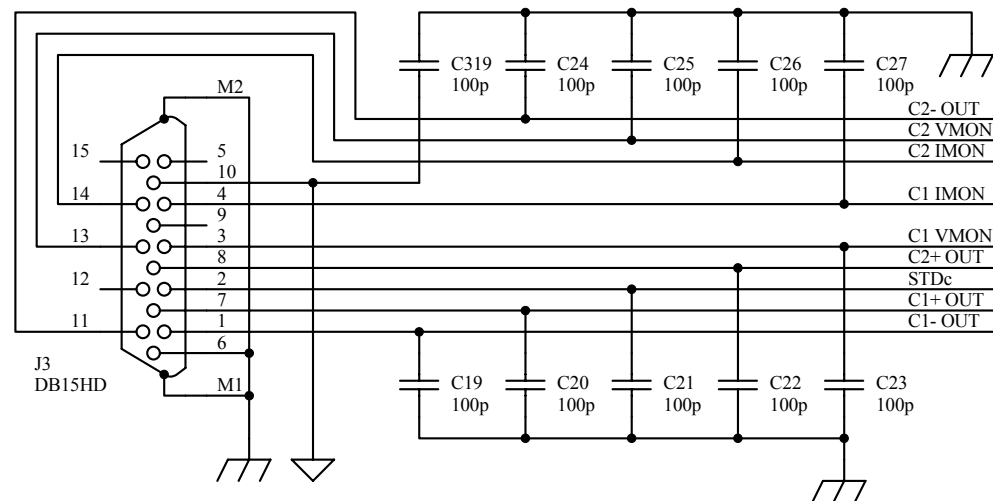 C319
100p
C24
100p
C25
100p
C26
100p
C27
100p
M2
C2- OUT
C2 VMON
C2 IMON
15
5
10
14
4
C1 IMON
9
13
3
C1 VMON
8
C2+ OUT
12
2
STDc
7
C1+ OUT
11
1
C1- OUT
6
J3
DB15HD
M1
C19
100p
C20
100p
C21
100p
C22
100p
C23
100p